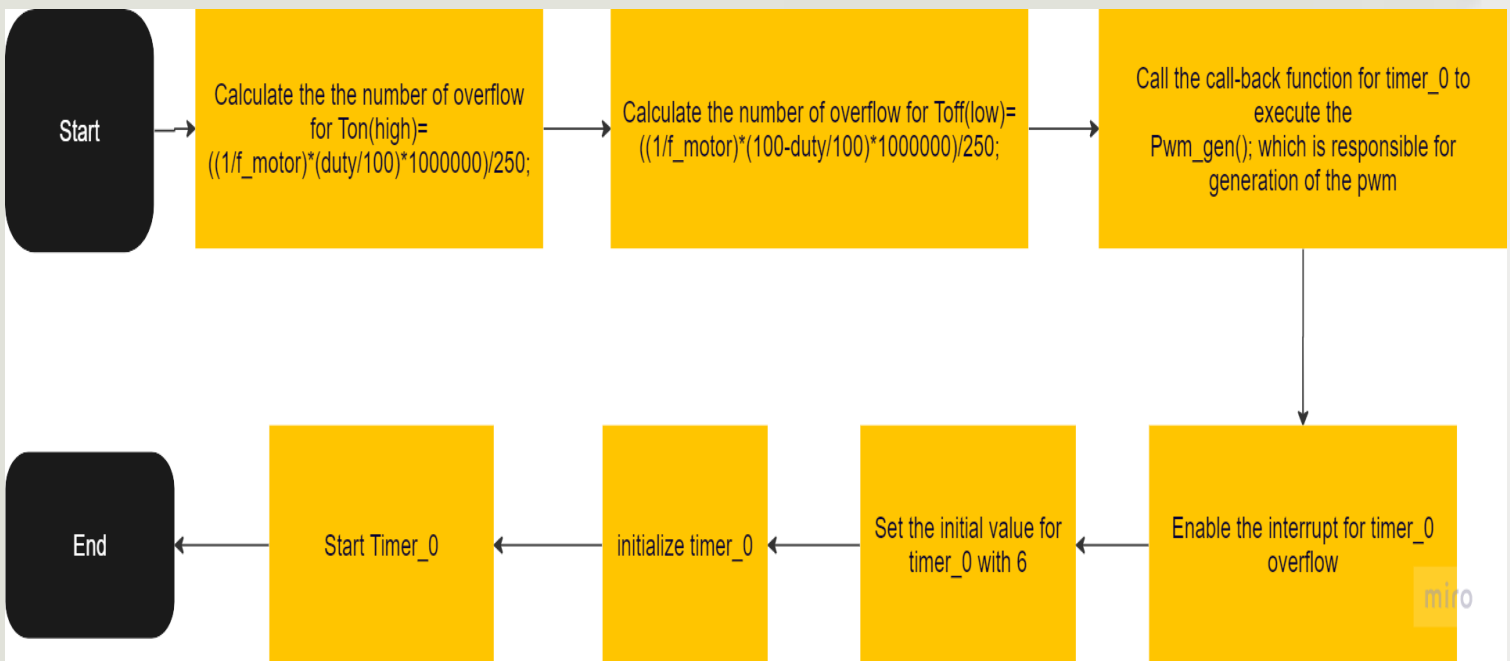 Start
Calculate the the number of overflow
for Ton(high)=
((1/f_motor)*(duty/100)*1000000)/250;
Calculate the number of overflow for Toff(low)=
((1/f_motor)*(100-duty/100)*1000000)/250;
Call the call-back function for timer_0 to
execute the
Pwm_gen(); which is responsible for
generation of the pwm
Enable the interrupt for timer_0
overflow
Set the initial value for
timer_0 with 6
initialize timer_0
Start Timer_0
End
miro